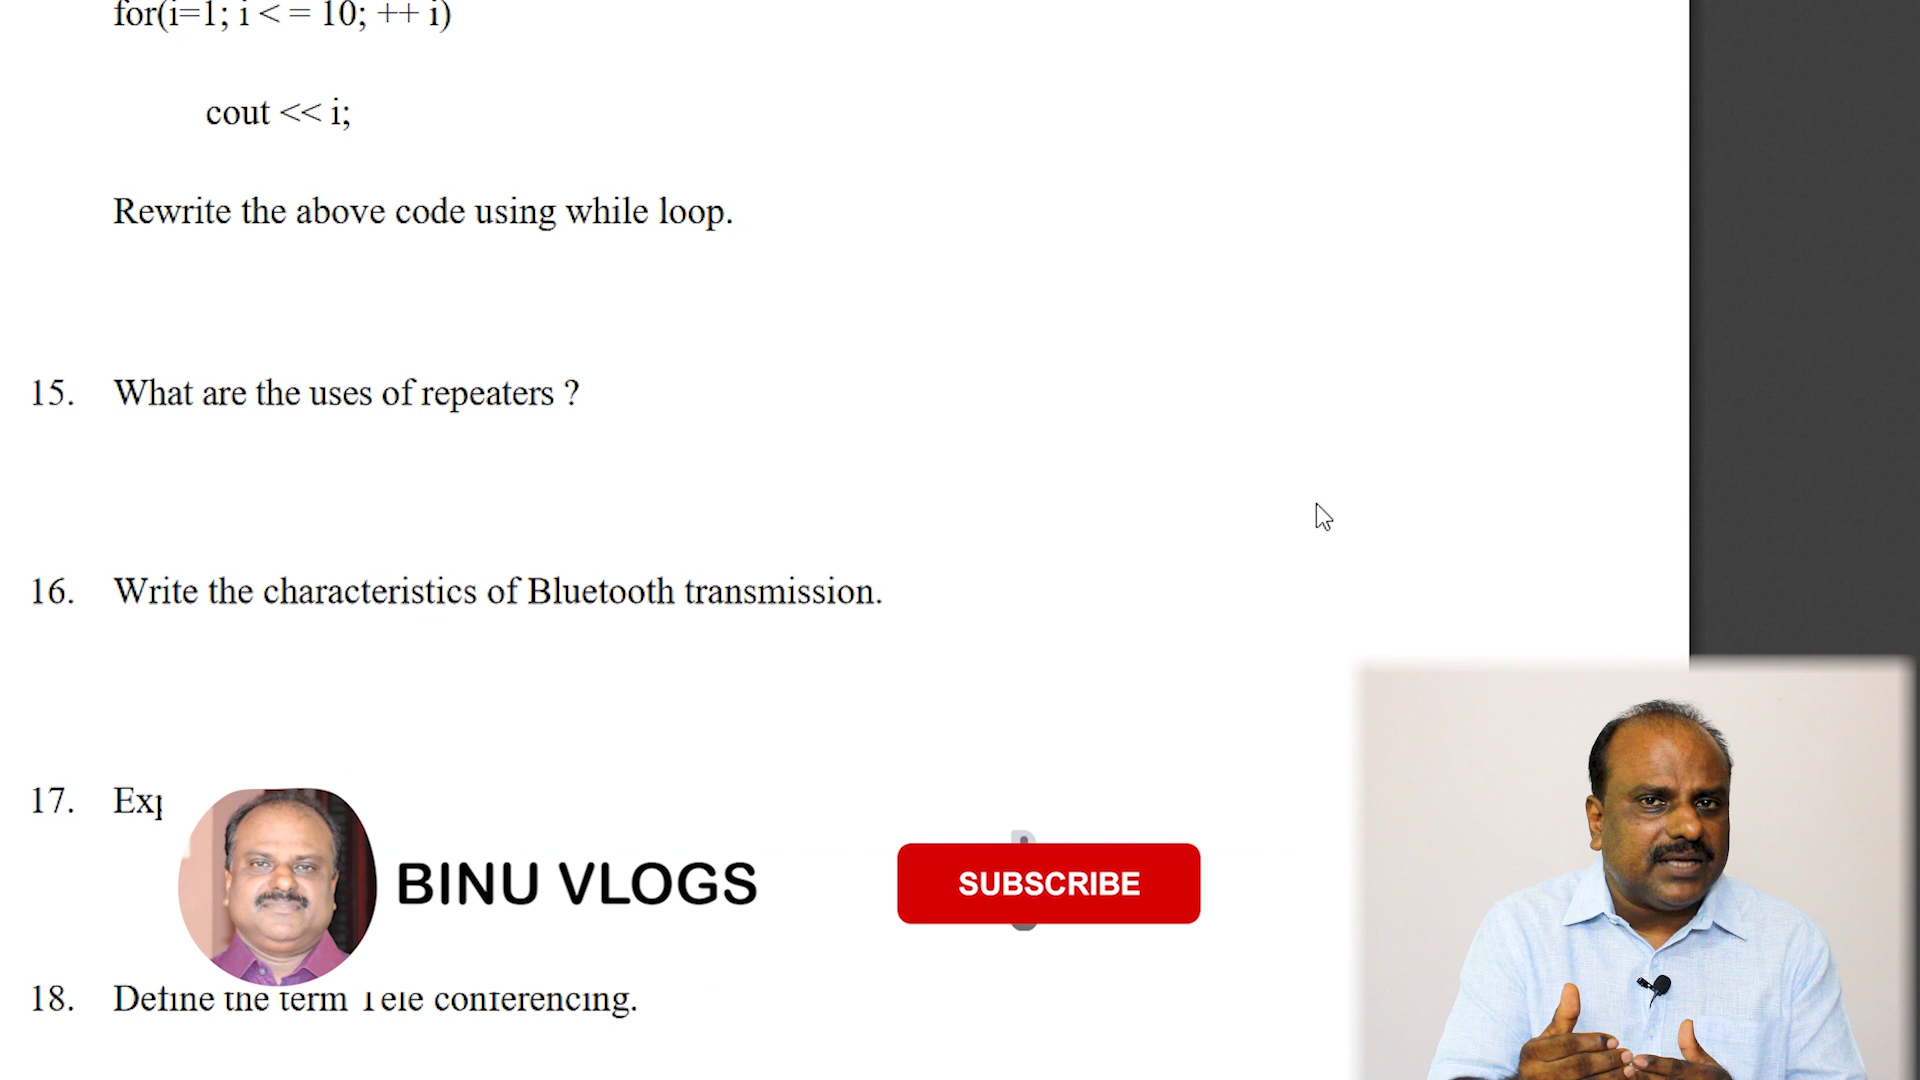 for(i=1; i < = 10; ++ i)
cout << i;
Rewrite the above code using while loop.
15. What are the uses of repeaters ?
16. Write the characteristics of Bluetooth transmission.
17.
BINU VLOGS
SUBSCRIBE
18. Define the term Tele conferencing.